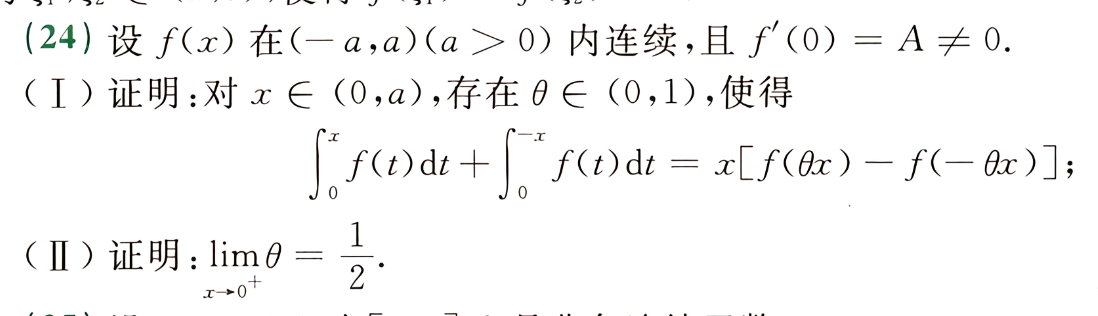 (24) 设 f(x) 在(－a,a)(a > 0) 内连续,且 f′(0) = A ≠ 0.
(Ⅰ) 证明:对 x ∈ (0,a),存在 θ ∈ (0,1),使得
∫₀ˣ f(t)dt + ∫₀⁻ˣ f(t)dt = x[f(θx) － f(－θx)];
(Ⅱ) 证明: lim_{x→0⁺} θ = 1/2.